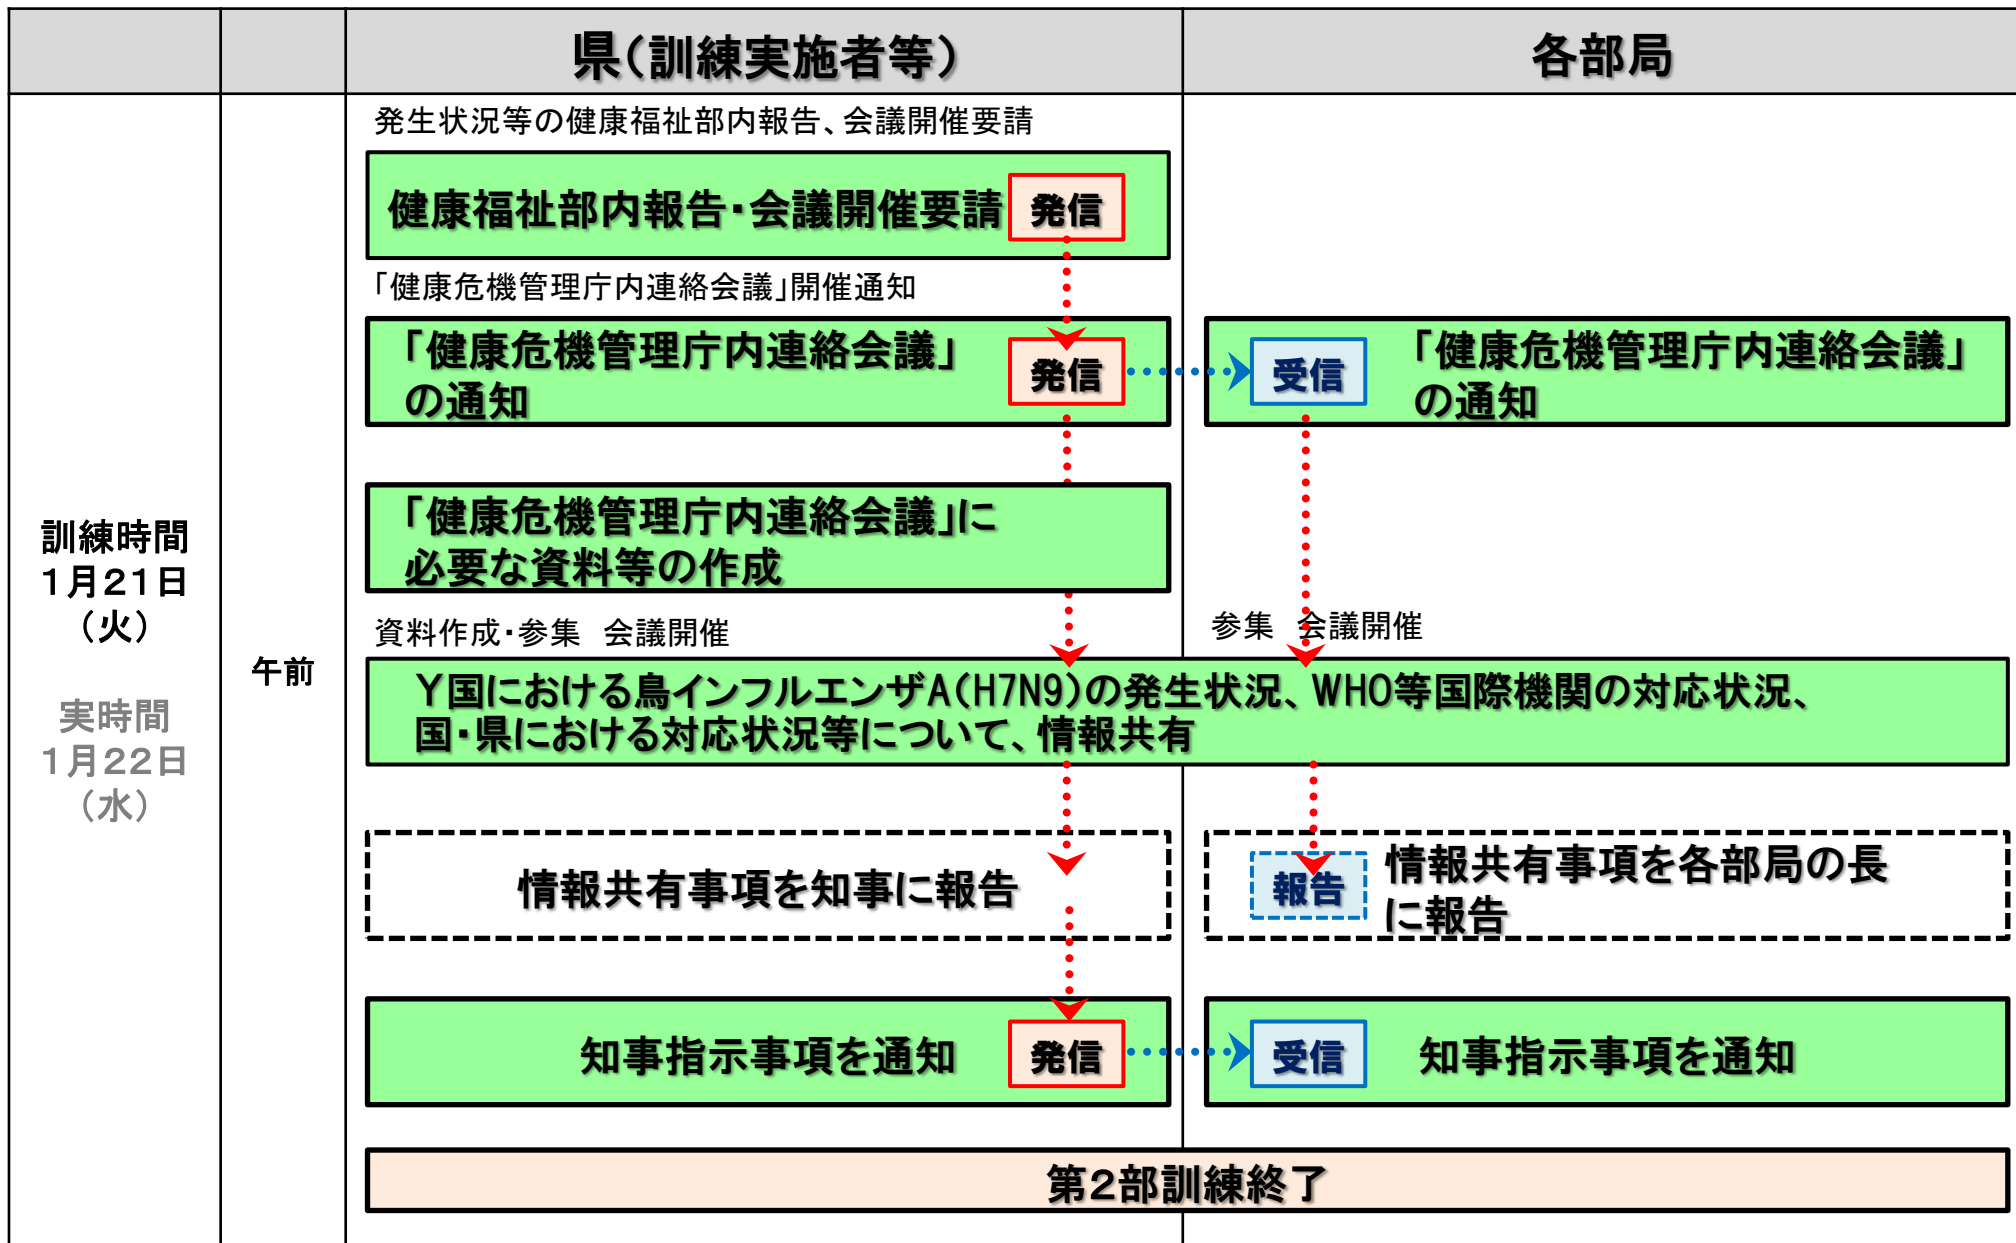 県（訓練実施者等）
各部局
訓練時間
１月２１日
（火）
実時間
１月２２日
（水）
午前
発生状況等の健康福祉部内報告、会議開催要請
健康福祉部内報告・会議開催要請
発信
「健康危機管理庁内連絡会議」開催通知
「健康危機管理庁内連絡会議」
の通知
発信
受信
「健康危機管理庁内連絡会議」
の通知
「健康危機管理庁内連絡会議」に
必要な資料等の作成
資料作成・参集　会議開催
参集　会議開催
Ｙ国における鳥インフルエンザA（H7N9）の発生状況、WHO等国際機関の対応状況、
国・県における対応状況等について、情報共有
情報共有事項を知事に報告
報告
情報共有事項を各部局の長
に報告
知事指示事項を通知
発信
受信
知事指示事項を通知
第２部訓練終了